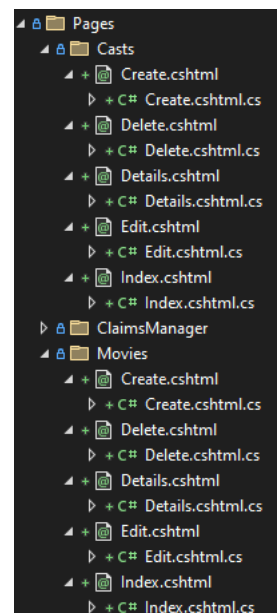 Pages
Casts
+ @ Create.cshtml
+ C# Create.cshtml.cs
+ @ Delete.cshtml
+ C# Delete.cshtml.cs
+ @ Details.cshtml
+ C# Details.cshtml.cs
+ @ Edit.cshtml
+ C# Edit.cshtml.cs
+ @ Index.cshtml
+ C# Index.cshtml.cs
ClaimsManager
Movies
+ @ Create.cshtml
+ C# Create.cshtml.cs
+ @ Delete.cshtml
+ C# Delete.cshtml.cs
+ @ Details.cshtml
+ C# Details.cshtml.cs
+ @ Edit.cshtml
+ C# Edit.cshtml.cs
+ @ Index.cshtml
+ C# Index.cshtml.cs